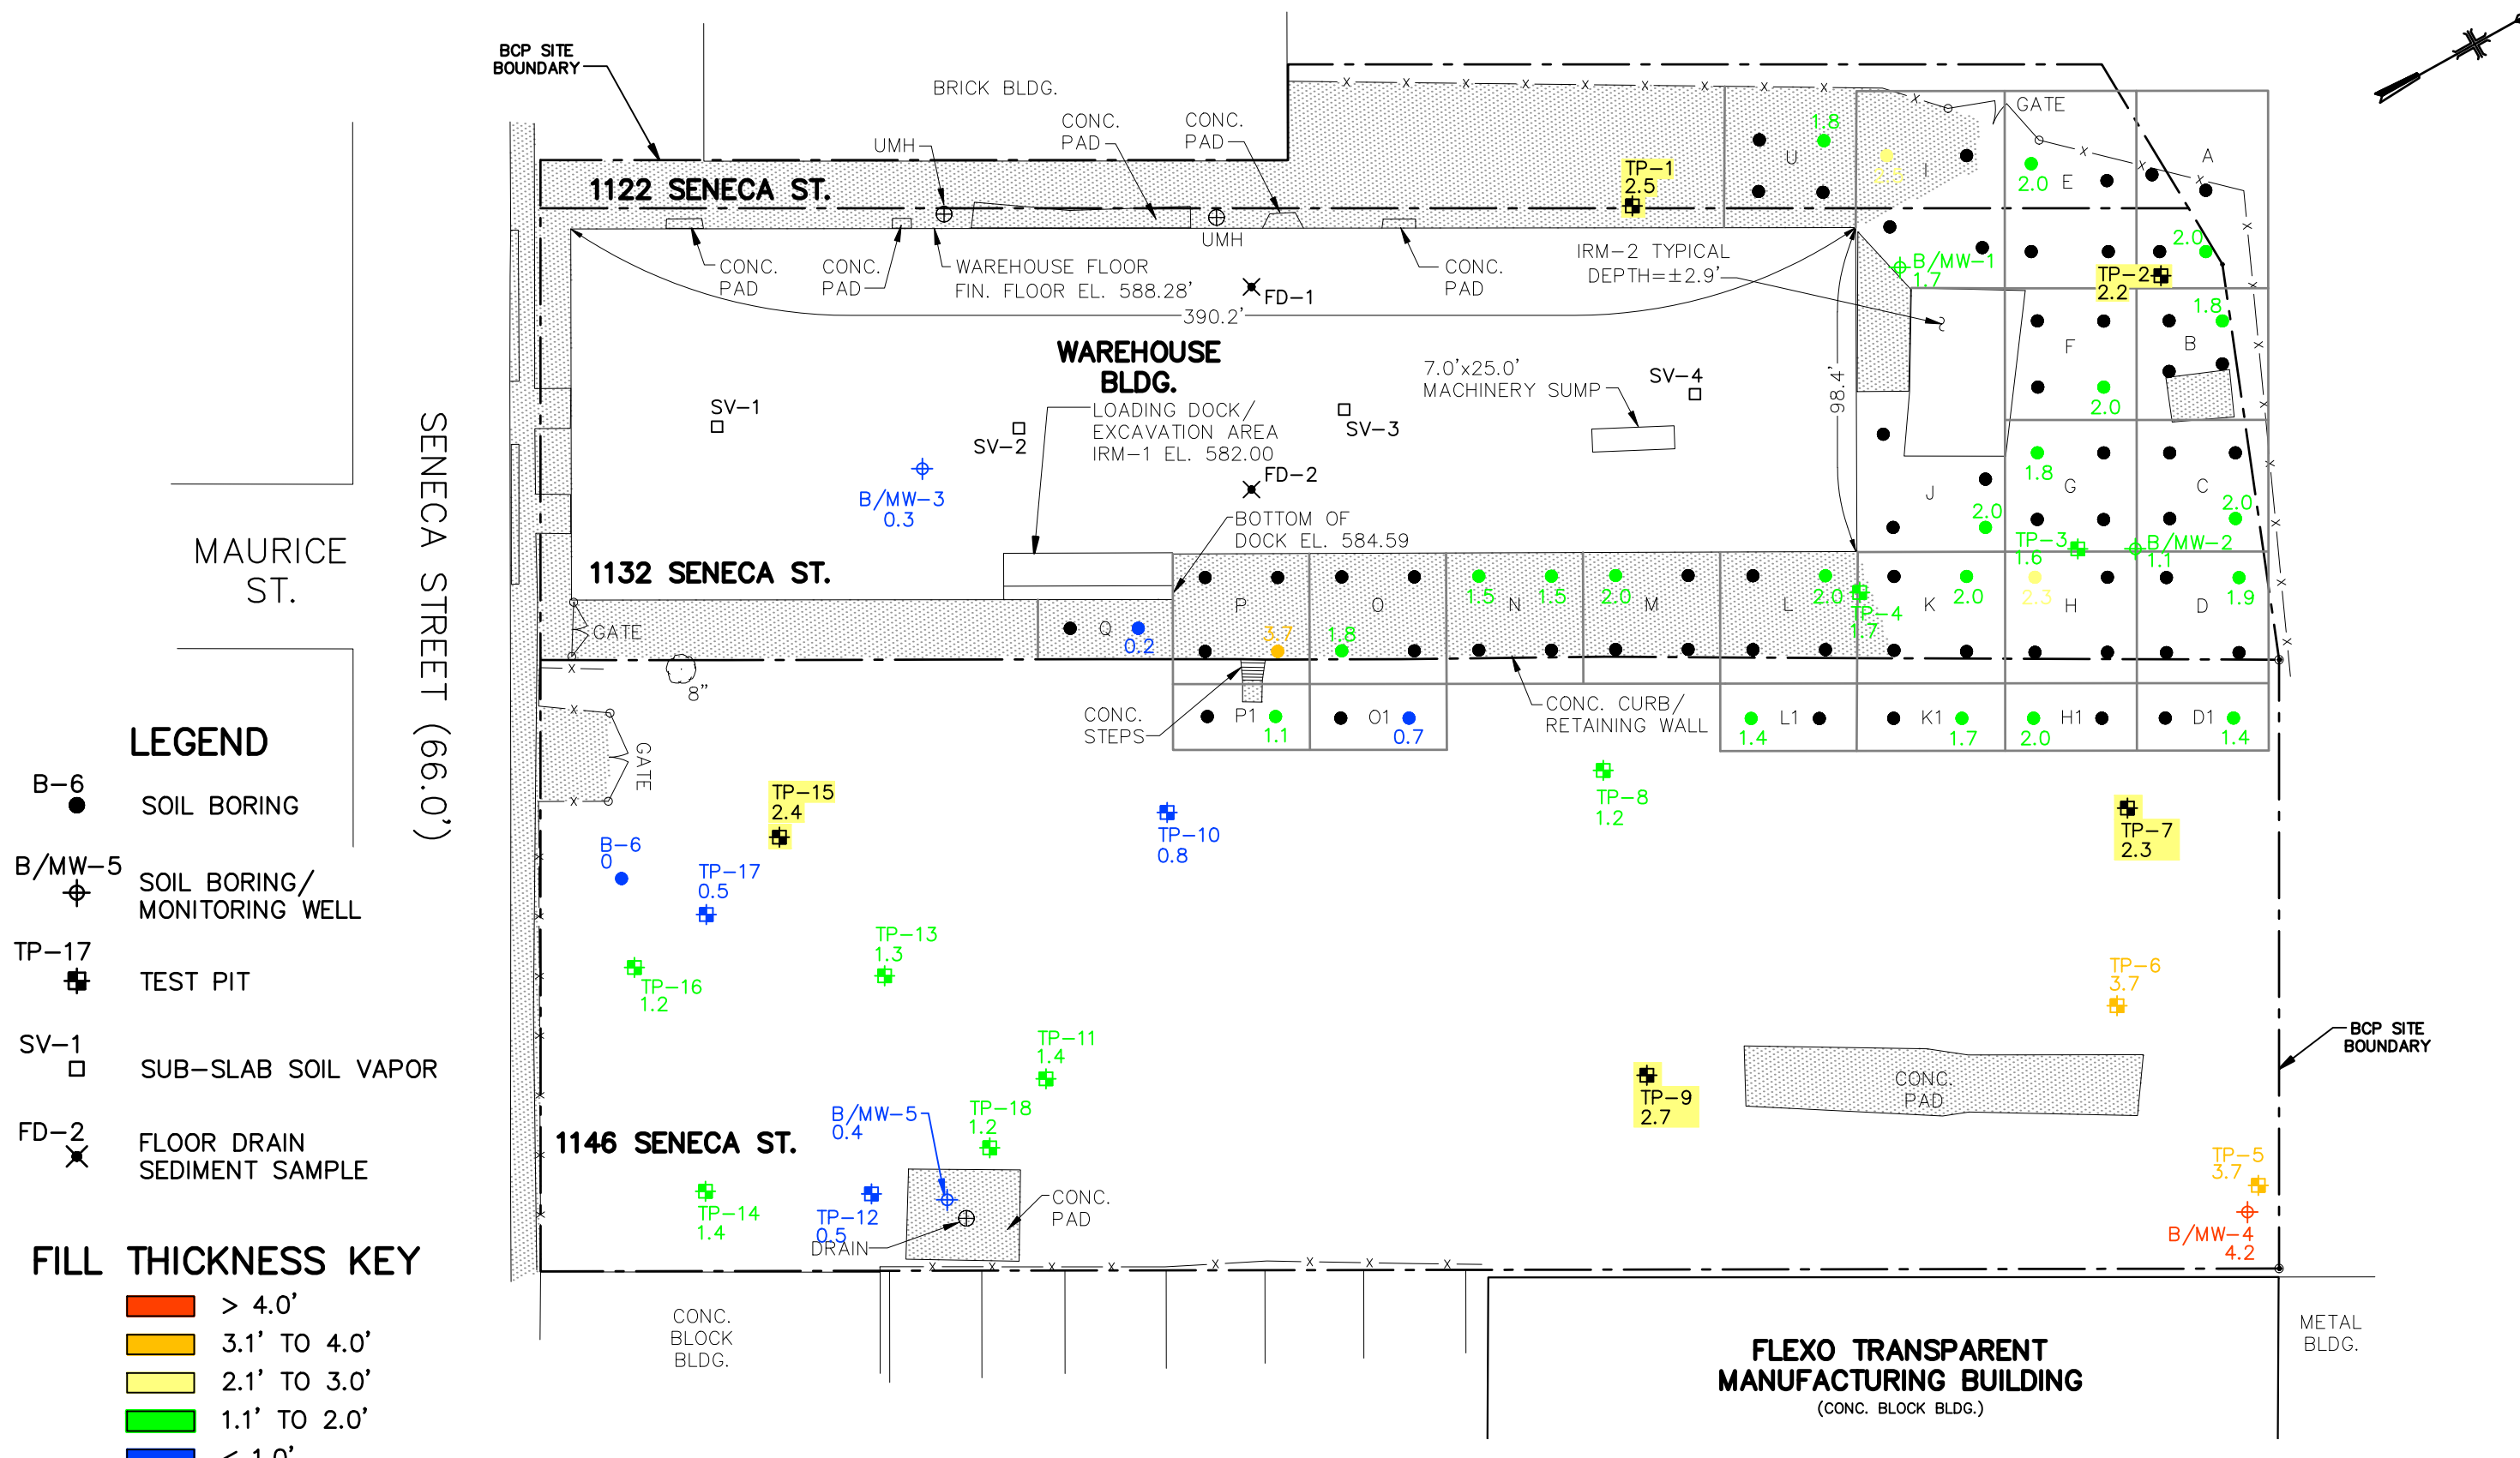 BCP SITE
BOUNDARY
BRICK BLDG.
UMH
CONC.
PAD
CONC.
PAD
1122 SENECA ST.
TP-1
2.5
1.8
U
2.5
I
GATE
2.0
E
A
CONC.
PAD
CONC.
PAD
WAREHOUSE FLOOR
FIN. FLOOR EL. 588.28'
UMH
FD-1
CONC.
PAD
IRM-2 TYPICAL
DEPTH=±2.9'
B/MW-1
1.7
2.0
TP-2
2.2
390.2'
98.4'
1.8
F
B
2.0
WAREHOUSE
BLDG.
7.0'x25.0'
MACHINERY SUMP
SV-4
SV-1
SV-2
SV-3
LOADING DOCK/
EXCAVATION AREA
IRM-1 EL. 582.00
FD-2
B/MW-3
0.3
BOTTOM OF
DOCK EL. 584.59
J
2.0
1.8
G
C
2.0
TP-3
1.6
B/MW-2
1.1
MAURICE
ST.
SENECA STREET (66.0')
1132 SENECA ST.
GATE
Q
0.2
P
3.7
O
1.8
1.5
N
1.5
2.0
M
L
2.0
TP-4
1.7
K
2.0
2.3
H
D
1.9
8"
GATE
CONC.
STEPS
P1
1.1
O1
0.7
CONC. CURB/
RETAINING WALL
L1
1.4
K1
1.7
H1
2.0
D1
1.4
LEGEND
B-6
SOIL BORING
B/MW-5
SOIL BORING/
MONITORING WELL
TP-17
TEST PIT
SV-1
SUB-SLAB SOIL VAPOR
FD-2
FLOOR DRAIN
SEDIMENT SAMPLE
TP-15
2.4
B-6
0
TP-17
0.5
TP-10
0.8
TP-8
1.2
TP-7
2.3
TP-16
1.2
TP-13
1.3
TP-6
3.7
TP-11
1.4
TP-18
1.2
TP-9
2.7
CONC.
PAD
BCP SITE
BOUNDARY
1146 SENECA ST.
B/MW-5
0.4
TP-14
1.4
TP-12
0.5
DRAIN
CONC.
PAD
TP-5
3.7
B/MW-4
4.2
FILL THICKNESS KEY
> 4.0'
3.1' TO 4.0'
2.1' TO 3.0'
1.1' TO 2.0'
CONC.
BLOCK
BLDG.
FLEXO TRANSPARENT
MANUFACTURING BUILDING
(CONC. BLOCK BLDG.)
METAL
BLDG.